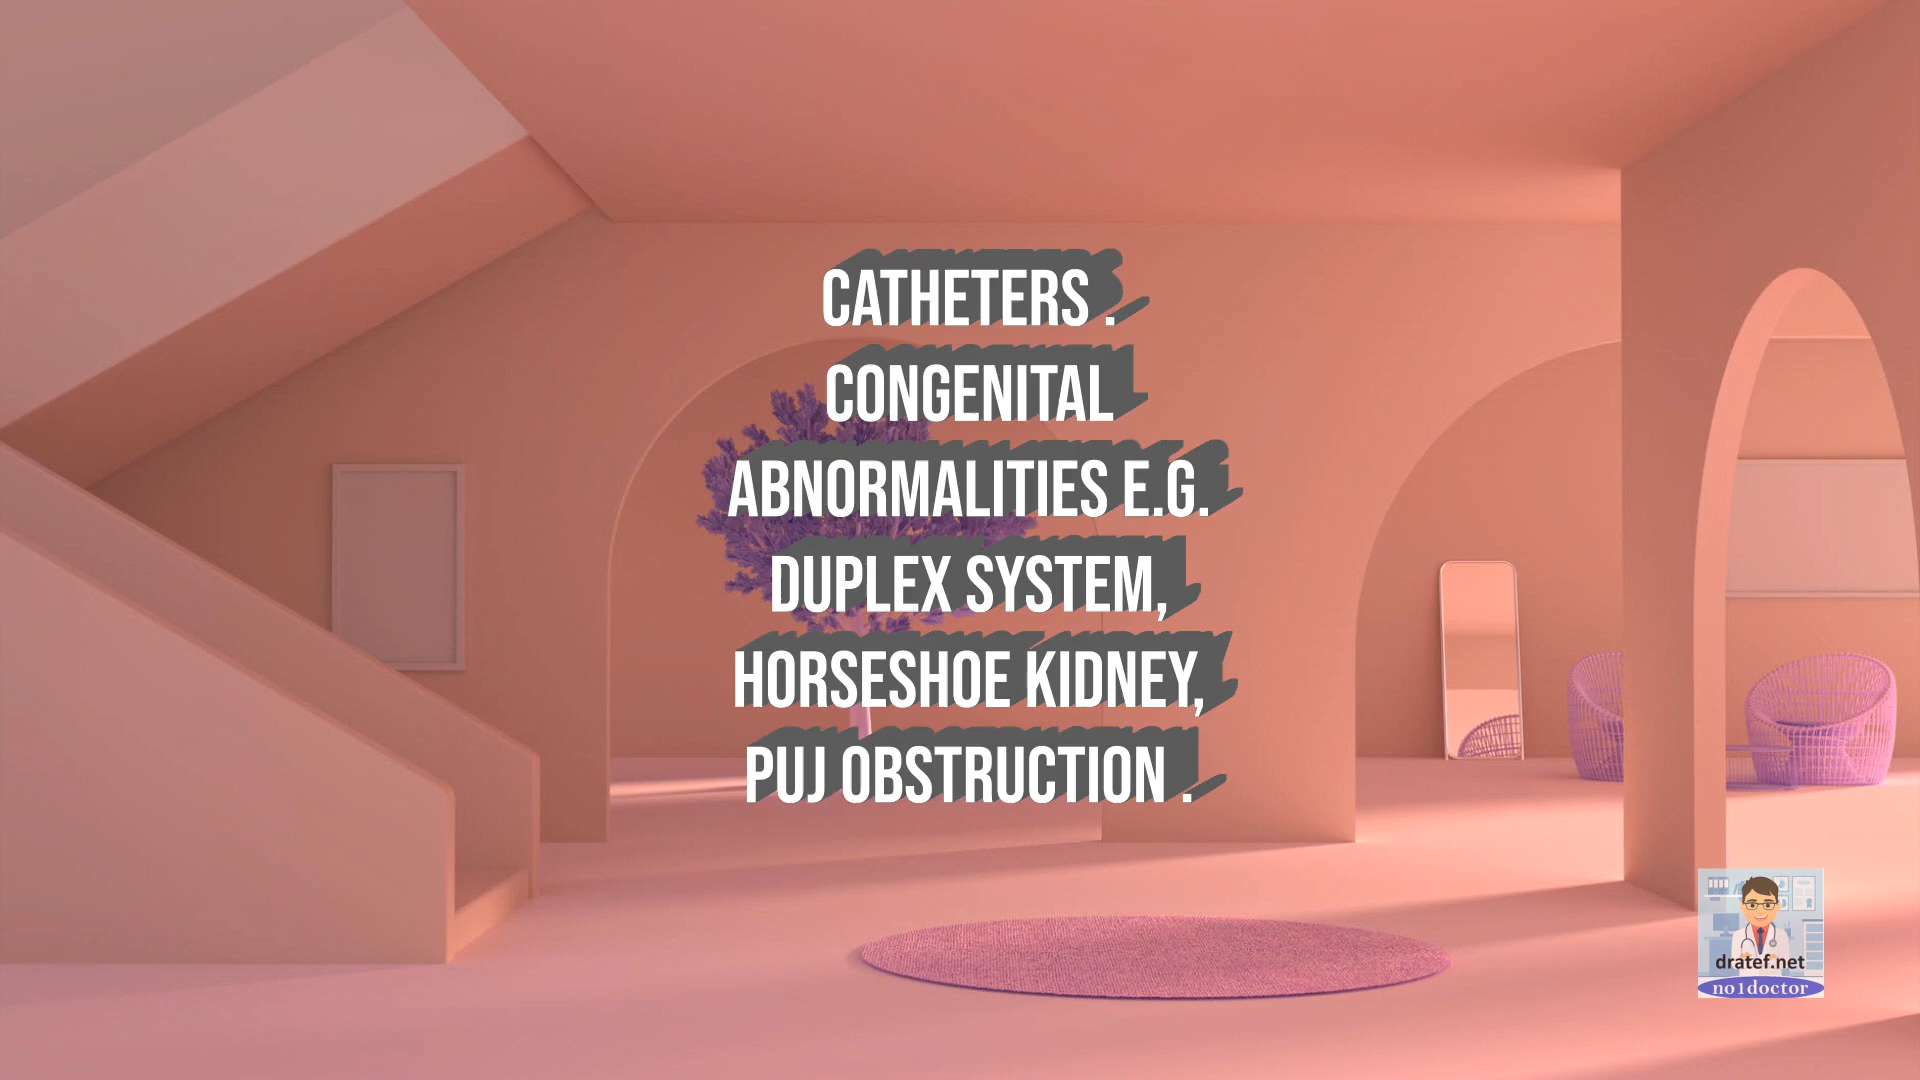 CATHETERS .
CONGENITAL
ABNORMALITIES E.G.
DUPLEX SYSTEM,
HORSESHOE KIDNEY,
PUJ OBSTRUCTION .
dratef.net
no1doctor